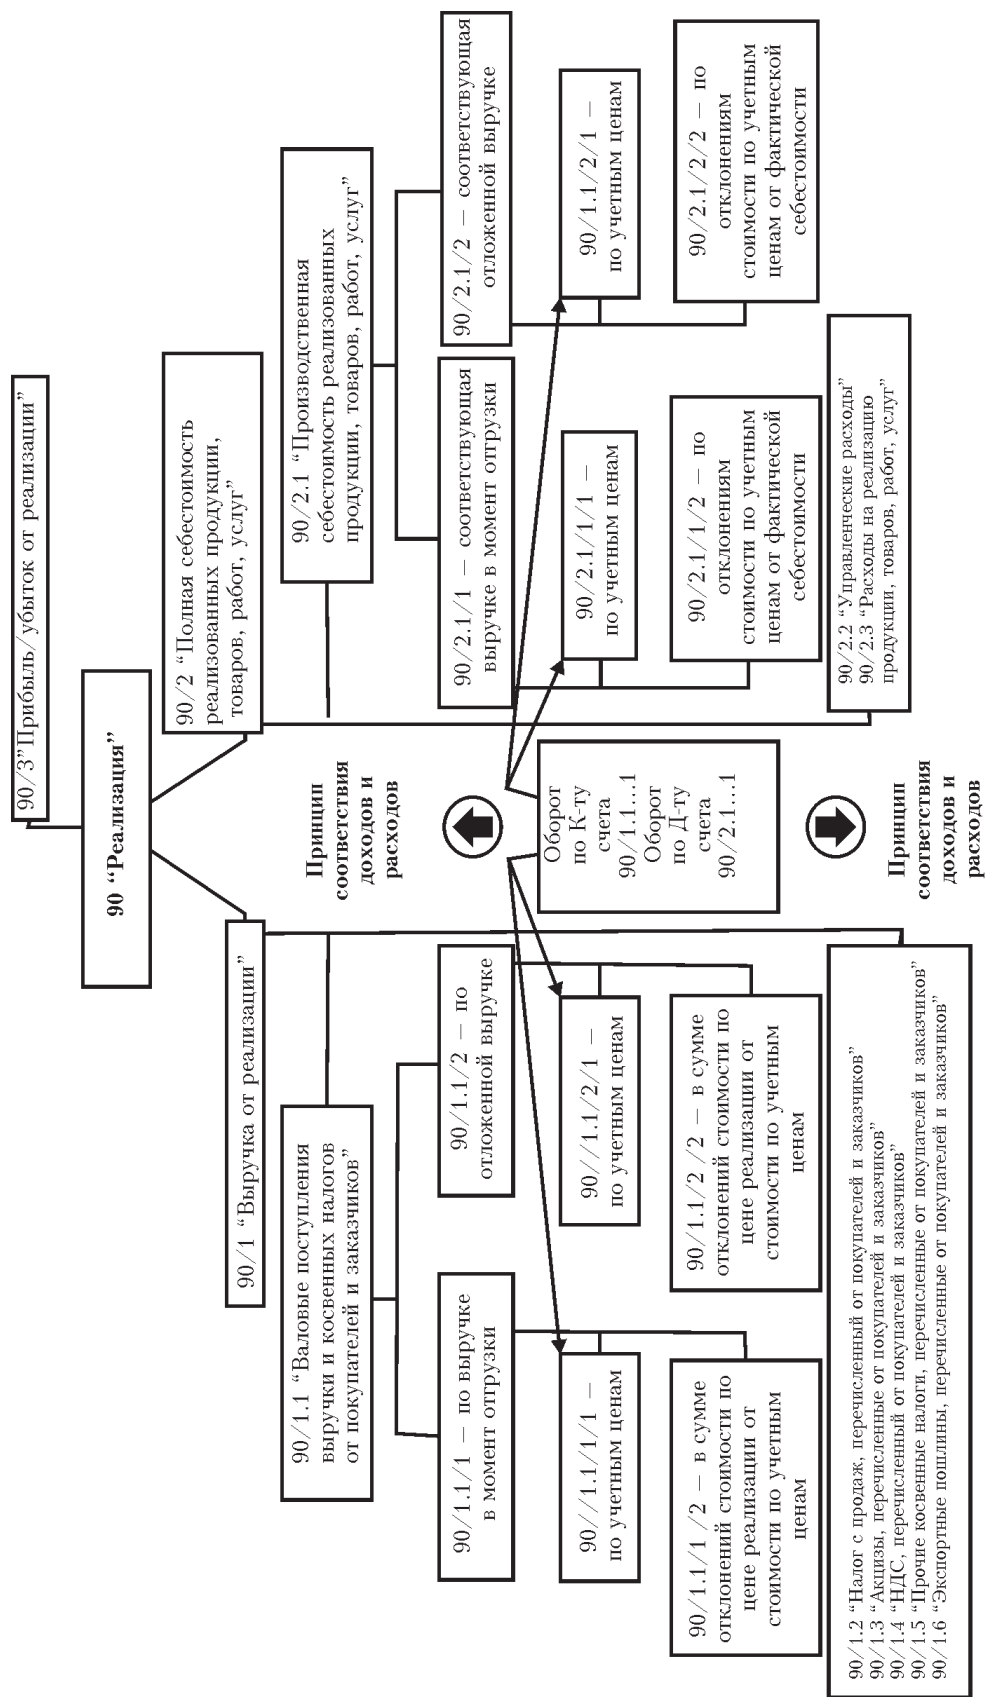 90/3”Прибыль/убыток от реализации”
90 “Реализация”
90/1 “Выручка от реализации”
90/2 “Полная себестоимость
реализованных продукции,
товаров, работ, услуг”
90/1.1 “Валовые поступления
выручки и косвенных налогов
от покупателей и заказчиков”
Принцип
соответствия
доходов и
расходов
90/2.1 “Производственная
себестоимость реализованных
продукции, товаров, работ, услуг”
90/1.1/1 — по выручке
в момент отгрузки
90/1.1/2 — по
отложенной выручке
90/2.1/1 — соответствующая
выручке в момент отгрузки
90/2.1/2 — соответствующая
отложенной выручке
90//1.1/1/1 —
по учетным ценам
90//1.1/2/1 —
по учетным ценам
Оборот
по К-ту
счета
90/1.1...1
Оборот
по Д-ту
счета
90/2.1...1
90/2.1/1/1 —
по учетным ценам
90/1.1/2/1 —
по учетным ценам
90/1.1/1 /2 — в сумме
отклонений стоимости по
цене реализации от
стоимости по учетным
ценам
90/1.1/2 /2 — в сумме
отклонений стоимости по
цене реализации от
стоимости по учетным
ценам
90/2.1/1/2 — по
отклонениям
стоимости по учетным
ценам от фактической
себестоимости
90/2.1/2/2 — по
отклонениям
стоимости по учетным
ценам от фактической
себестоимости
90/1.2 “Налог с продаж, перечисленный от покупателей и заказчиков”
90/1.3 “Акцизы, перечисленные от покупателей и заказчиков”
90/1.4 “НДС, перечисленный от покупателей и заказчиков”
90/1.5 “Прочие косвенные налоги, перечисленные от покупателей и заказчиков”
90/1.6 “Экспортные пошлины, перечисленные от покупателей и заказчиков”
Принцип
соответствия
доходов и
расходов
90/2.2 “Управленческие расходы”
90/2.3 “Расходы на реализацию
продукции, товаров, работ, услуг”